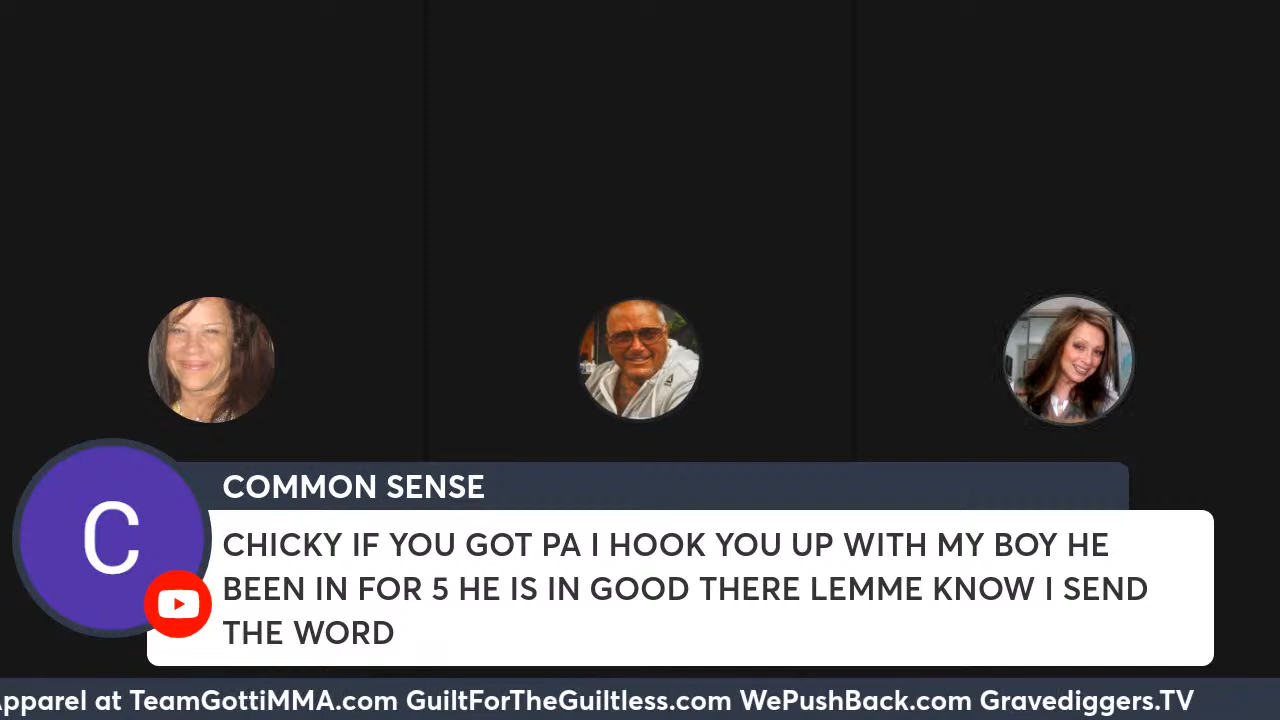 COMMON SENSE
C
CHICKY IF YOU GOT PA I HOOK YOU UP WITH MY BOY HE
BEEN IN FOR 5 HE IS IN GOOD THERE LEMME KNOW I SEND
THE WORD
Apparel at TeamGottiMMA.com GuiltForTheGuiltless.com WePushBack.com Gravediggers.TV